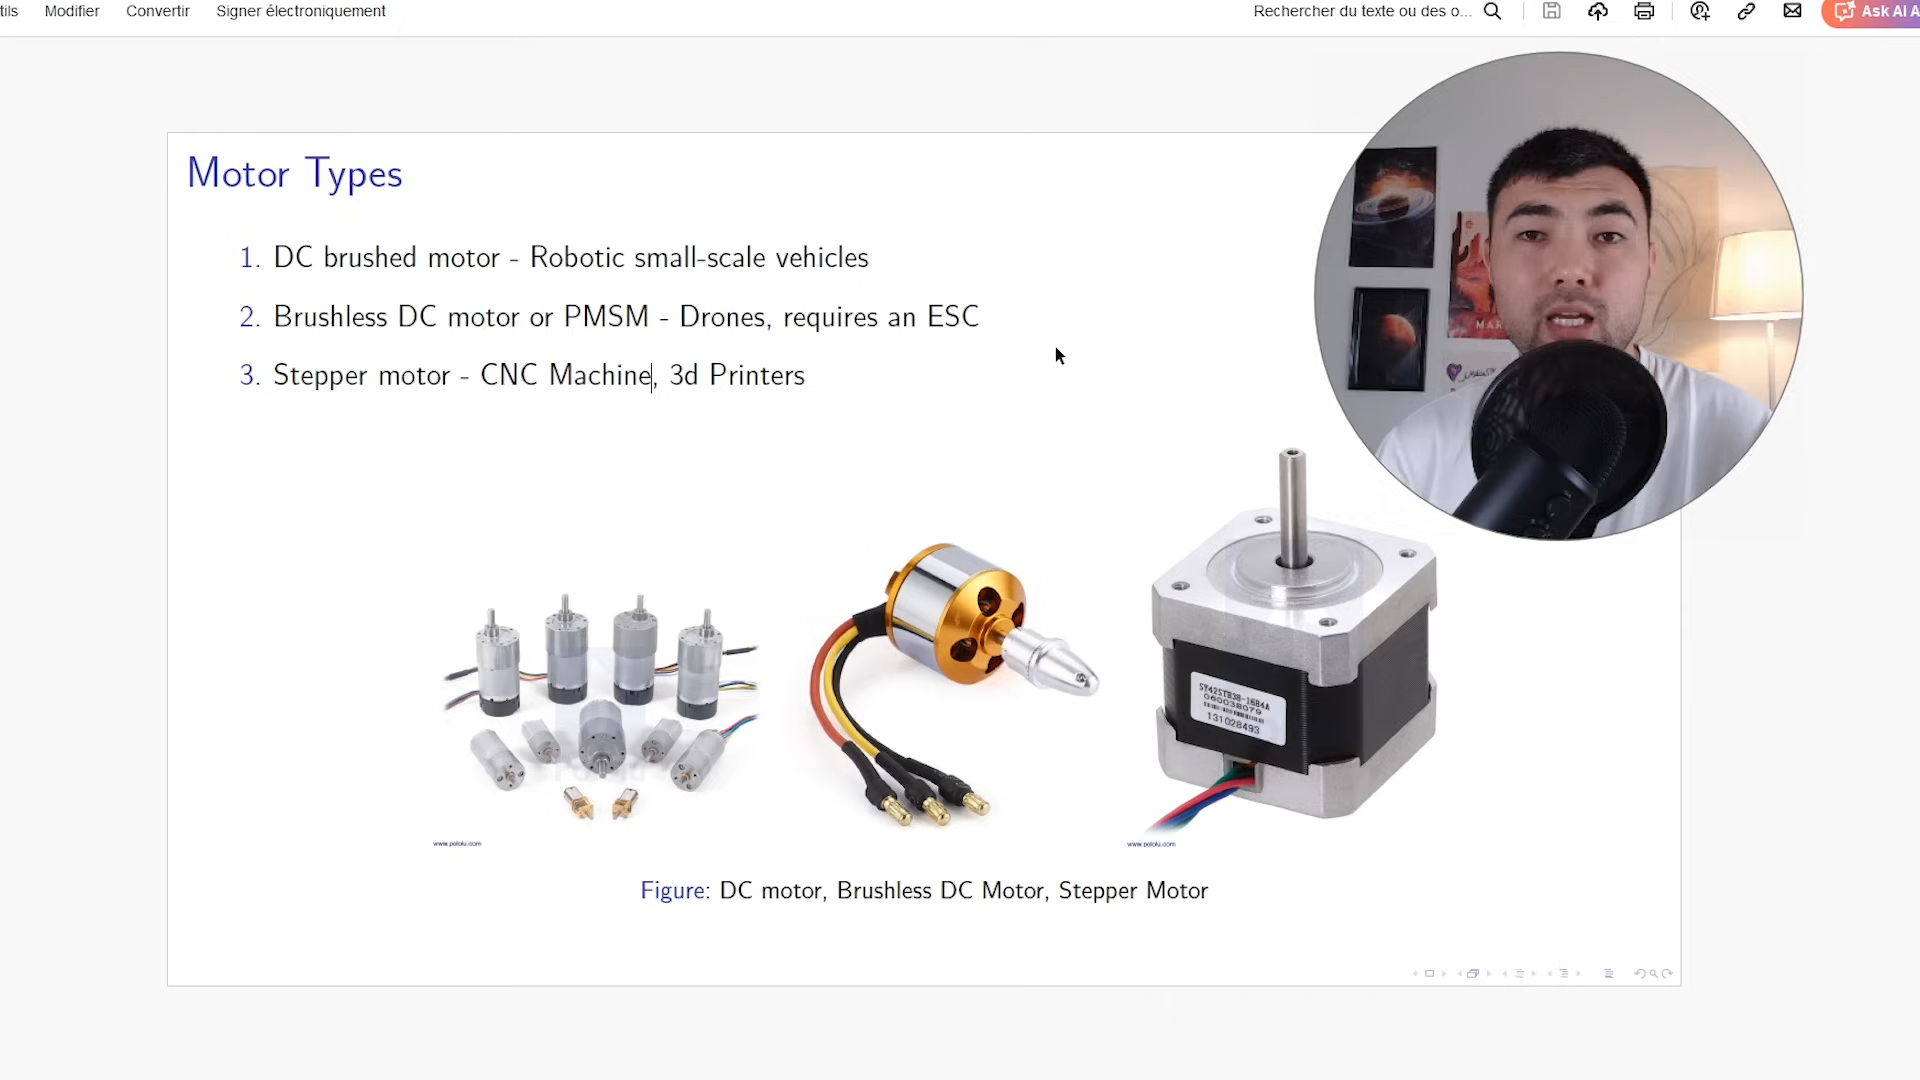 tils Modifier Convertir Signer électroniquement Rechercher du texte ou des o... Ask AI A
Motor Types
1. DC brushed motor - Robotic small-scale vehicles
2. Brushless DC motor or PMSM - Drones, requires an ESC
3. Stepper motor - CNC Machine, 3d Printers
SY42STB38-1684A
060038079
131028493
www.pololu.com
www.pololu.com
Figure: DC motor, Brushless DC Motor, Stepper Motor